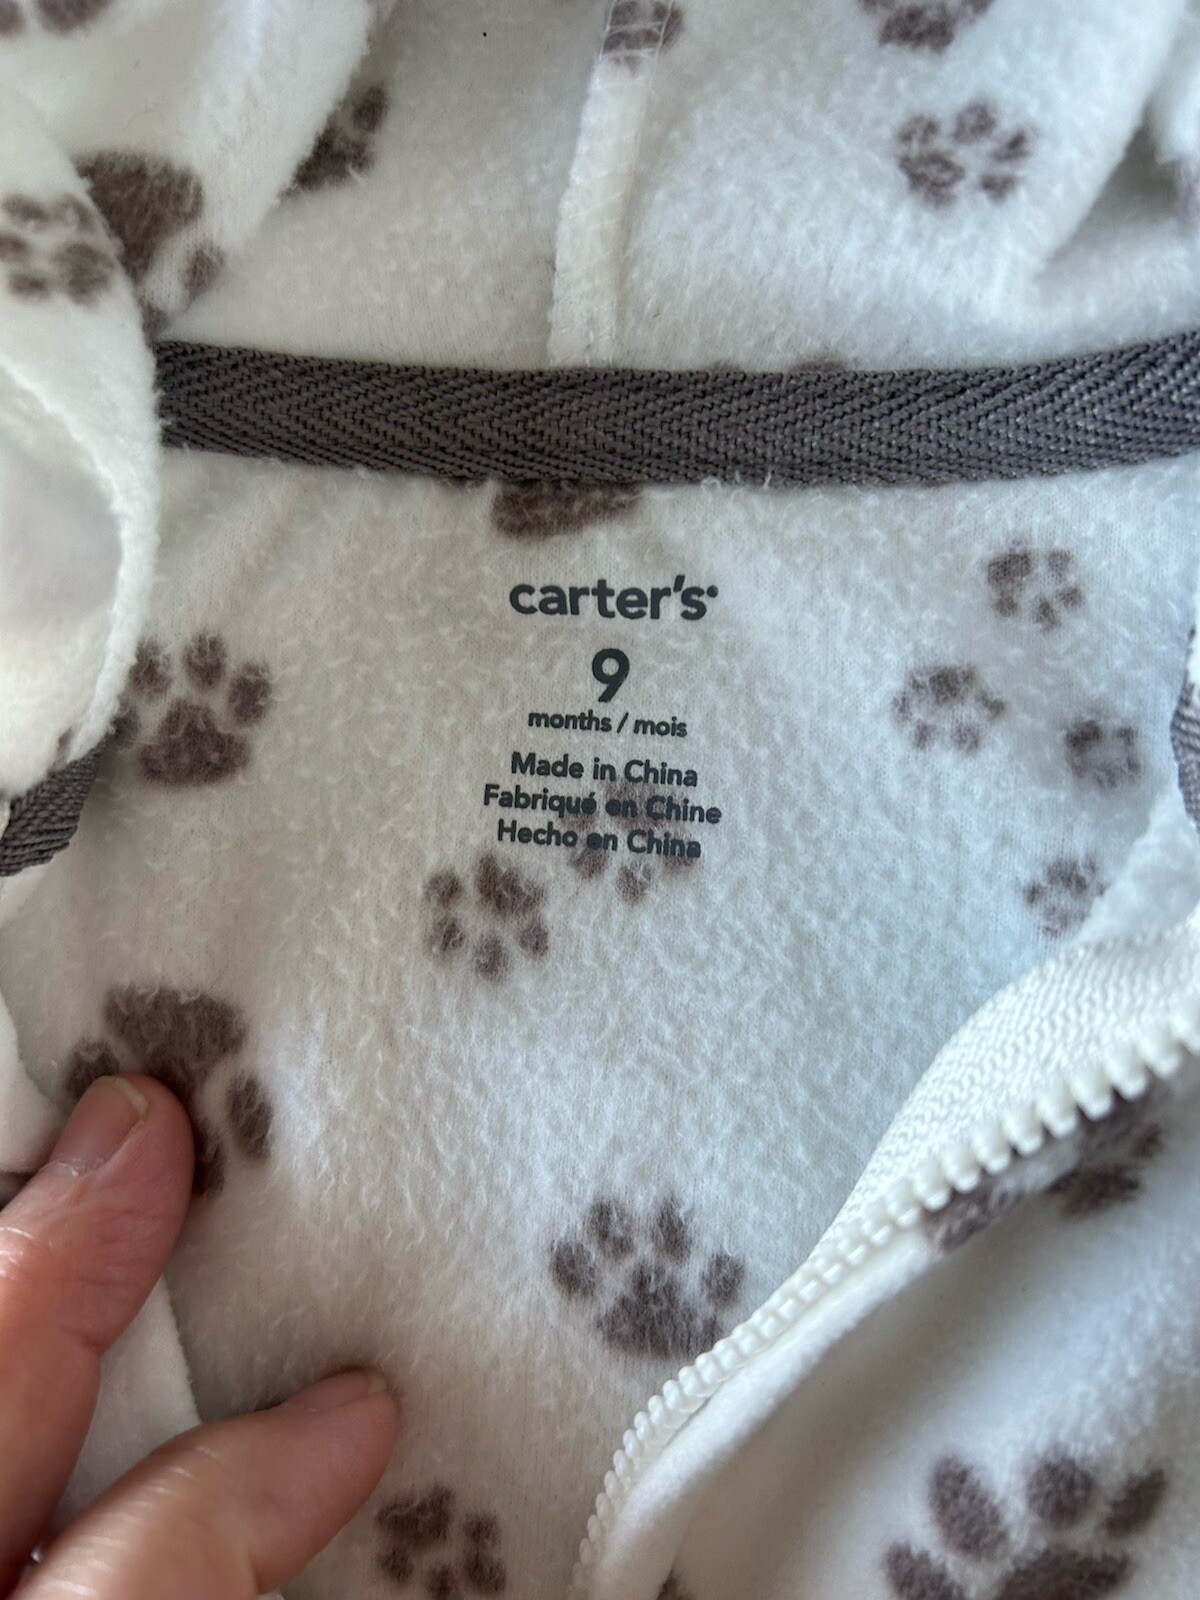 carter's
9
months / mois
Made in China
Fabriqué en Chine
Hecho en China